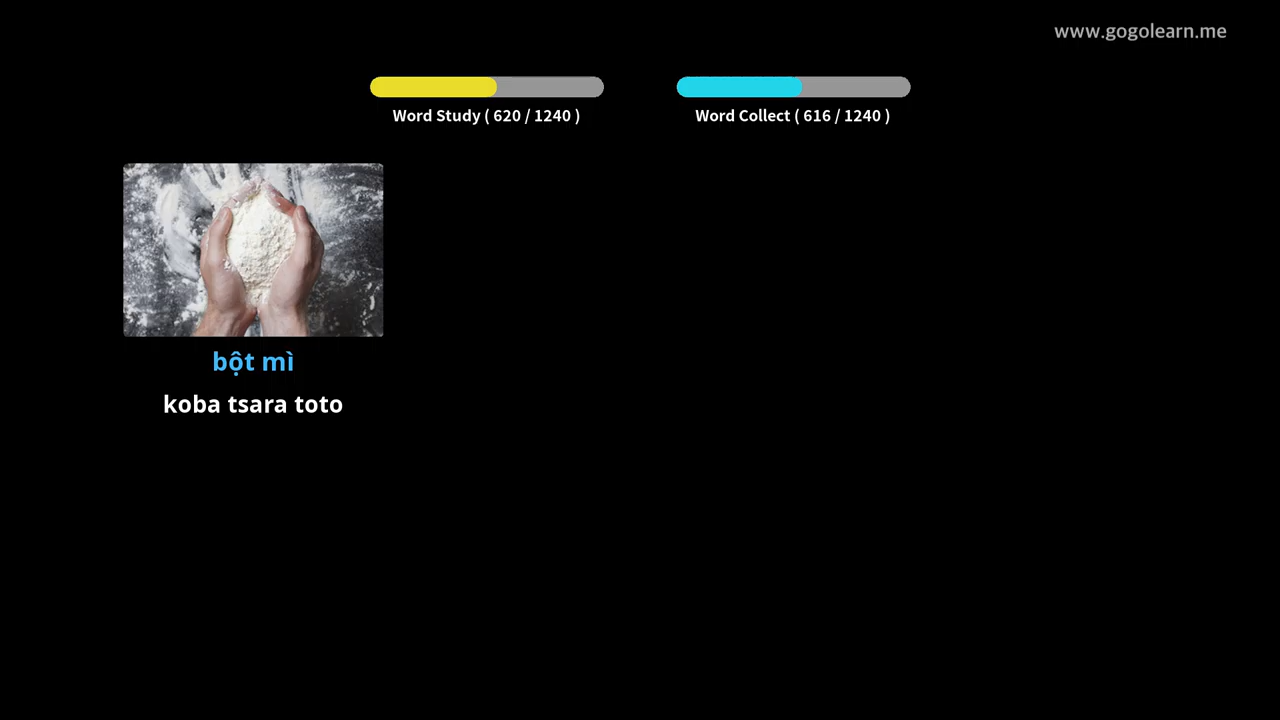 www.gogolearn.me
Word Study ( 620 / 1240 )
Word Collect ( 616 / 1240 )
bột mì
koba tsara toto